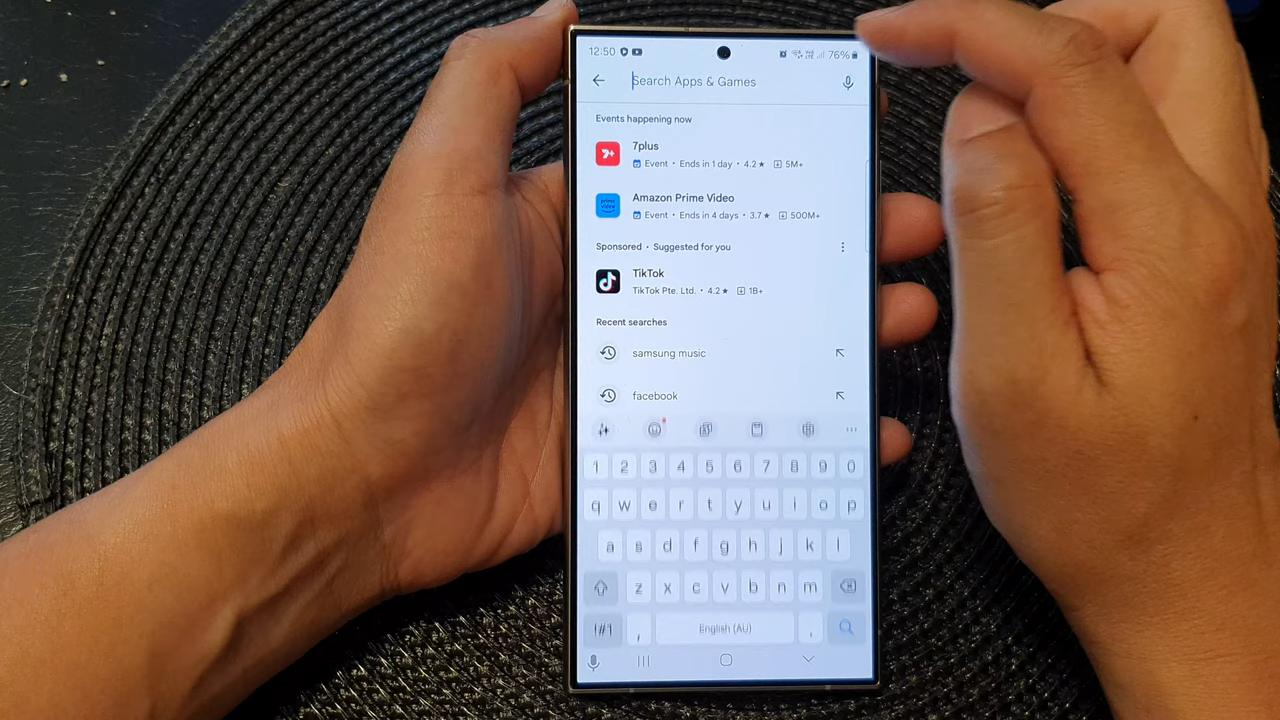 12:50 76%
Search Apps & Games
Events happening now
7plus
Event • Ends in 1 day • 4.2★ 5M+
prime video
Amazon Prime Video
Event • Ends in 4 days • 3.7★ 500M+
Sponsored • Suggested for you
TikTok
TikTok Pte. Ltd. • 4.2★ 1B+
Recent searches
samsung music
facebook
1 2 3 4 5 6 7 8 9 0
q w e r t y u i o p
a s d f g h j k l
z x c v b n m
!#1 , English (AU) .